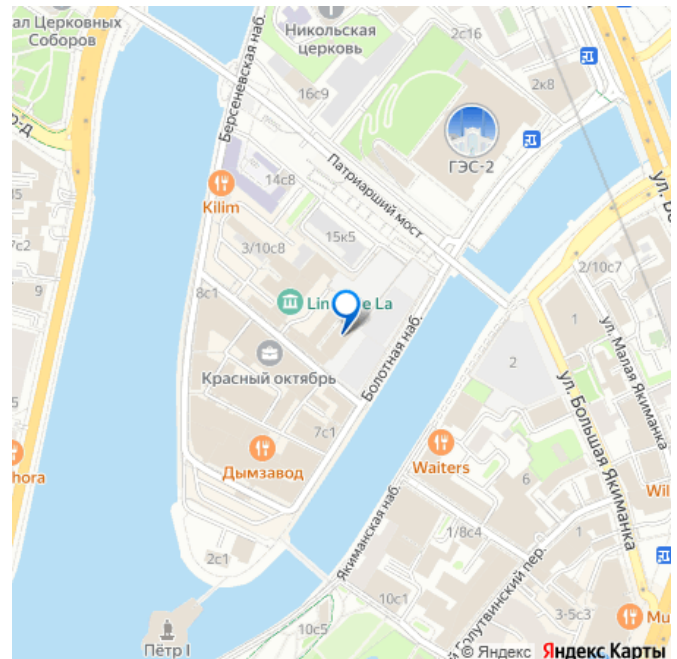 ал Церковных
Соборов
Никольская
церковь
2с16
2к8
16с9
Берсеневская наб.
ГЭС-2
Патриарший мост
14с8
Kilim
15к5
3/10с8
7с2
9
8с1
Красный октябрь
Болотная наб.
2/10с7
1
2
ул. Малая Якиманка
ул. Большая Якиманка
7с1
Дымзавод
Waiters
hora
6
Wil
1/8с4
1
Якиманская наб.
2с1
10с1
й Голутвинский пер.
3-5с3
Mu
10с5
Пётр I
© Яндекс Яндекс Карты